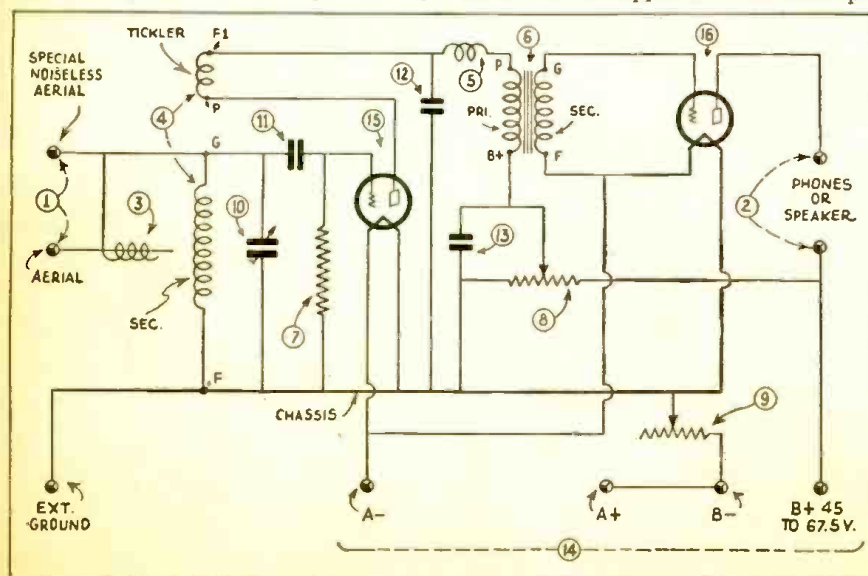 TICKLER
F1
SPECIAL
NOISELESS
AERIAL
P
4
G
11
15
12
5
P
6
G
16
PRI.
SEC.
B+
F
1
3
10
AERIAL
SEC.
7
13
8
2
PHONES
OR
SPEAKER
F
CHASSIS
9
EXT.
GROUND
A-
A+
B-
B+ 45
TO 67.5 V.
14